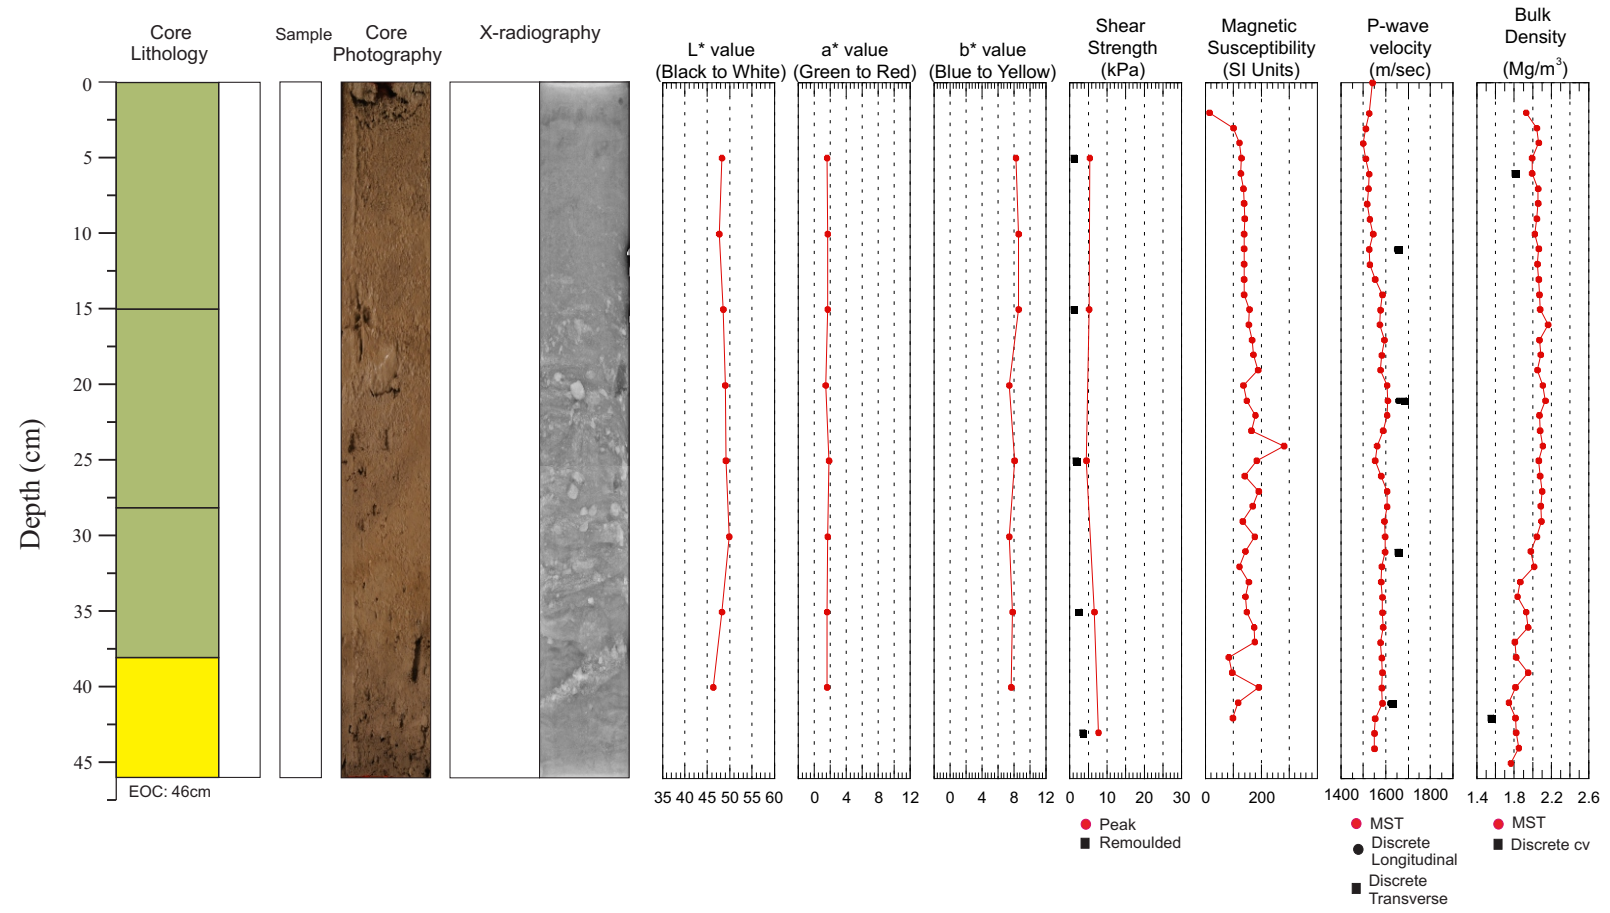 Core
Lithology
Sample
Core
Photography
X-radiography
L* value
(Black to White)
a* value
(Green to Red)
b* value
(Blue to Yellow)
Shear
Strength
(kPa)
Magnetic
Susceptibility
(SI Units)
P-wave
velocity
(m/sec)
Bulk
Density
(Mg/m³)
Depth (cm)
0
5
10
15
20
25
30
35
40
45
EOC: 46cm
35 40 45 50 55 60
0 4 8 12
0 4 8 12
0 10 20 30
0 200
1400 1600 1800
1.4 1.8 2.2 2.6
Peak
Remoulded
MST
Discrete
Longitudinal
Discrete
Transverse
MST
Discrete cv